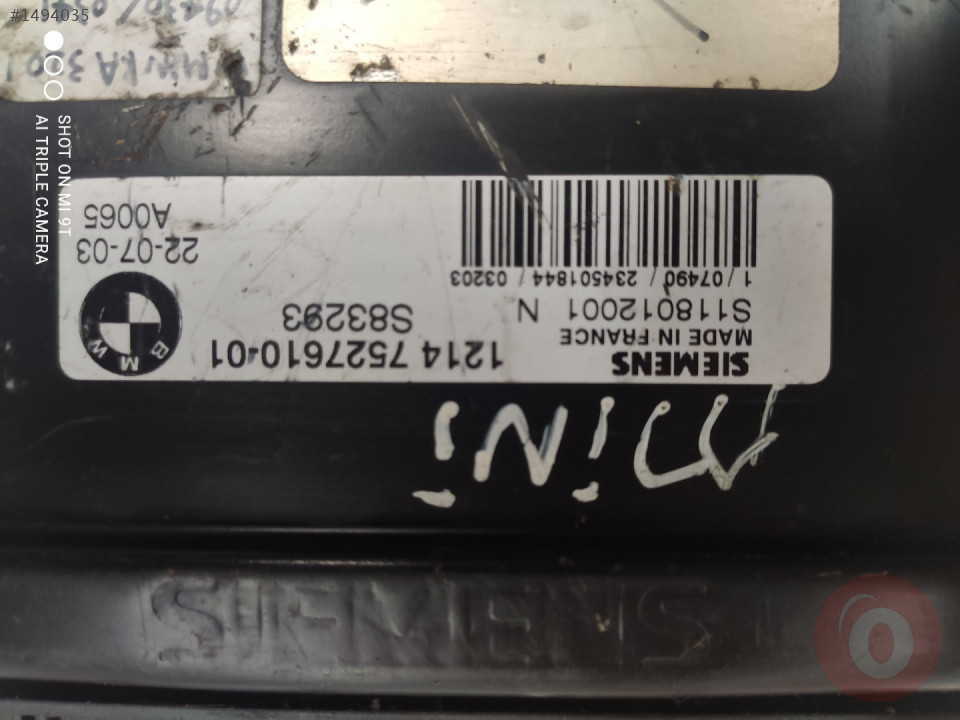 #1494035
SHOT ON MI 9T
AI TRIPLE CAMERA
SIEMENS
MADE IN FRANCE
S118012001 N
1 / 07490 / 234501844 / 03203
1214 7527610-01
S83293
BMW
22-07-03
A0065
MiNi
SIEMENS